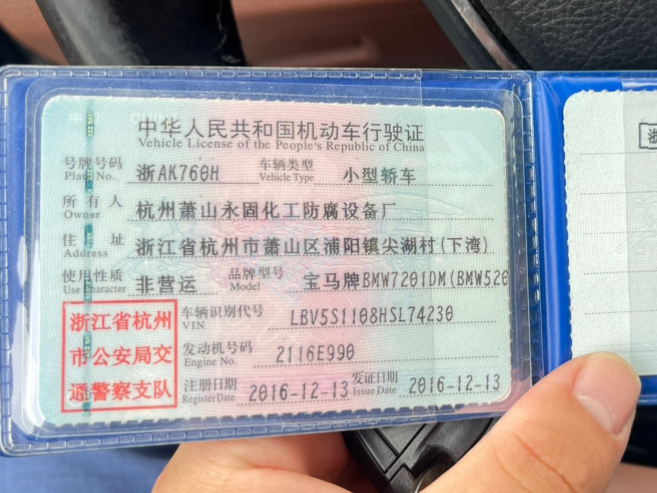 中华人民共和国机动车行驶证
Vehicle License of the People's Republic of China
号牌号码 浙AK760H 车辆类型 小型轿车
Plate No. Vehicle Type
所有人 杭州萧山永固化工防腐设备厂
Owner
住址 浙江省杭州市萧山区浦阳镇尖湖村(下湾)
Address
使用性质 非营运 品牌型号 宝马牌BMW7201DM(BMW520
Use Character Model
浙江省杭州
市公安局交
通警察支队
车辆识别代号 LBV5S1108HSL74230
VIN
发动机号码 2116E990
Engine No.
注册日期 2016-12-13 发证日期 2016-12-13
Register Date Issue Date
浙